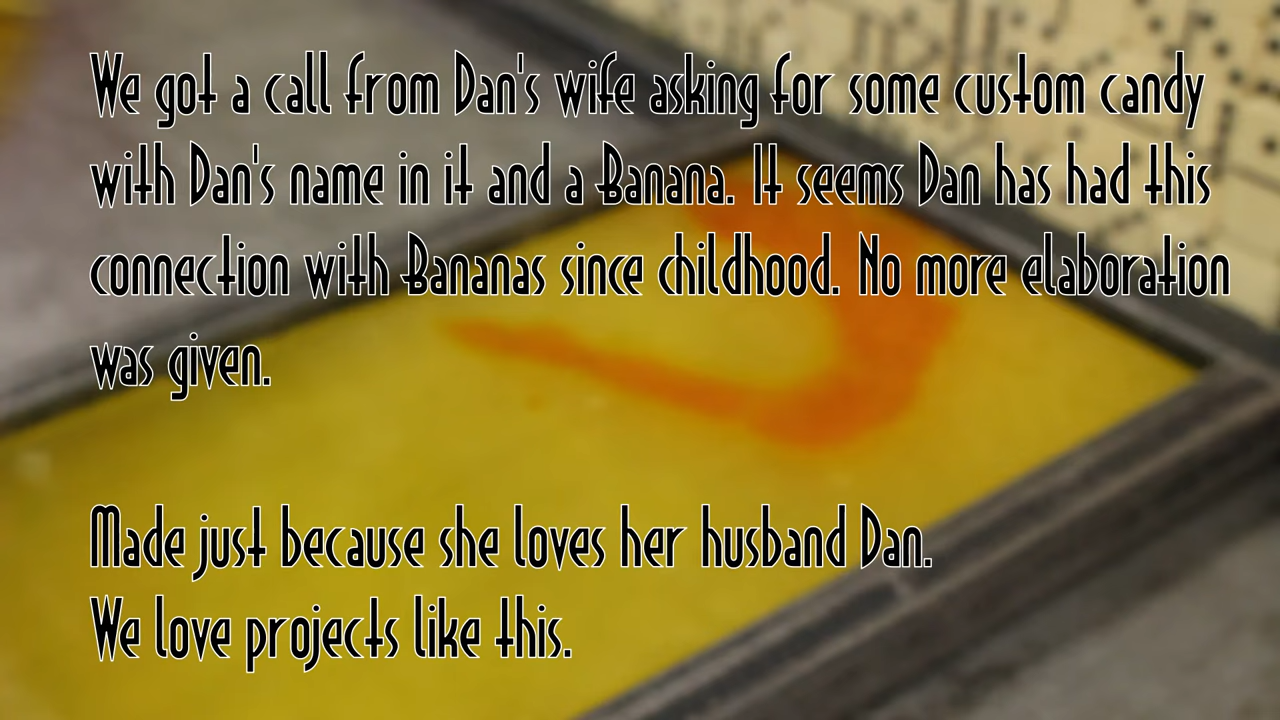 We got a call from Dan's wife asking for some custom candy
with Dan's name in it and a Banana. It seems Dan has had this
connection with Bananas since childhood. No more elaboration
was given.
Made just because she loves her husband Dan.
We love projects like this.